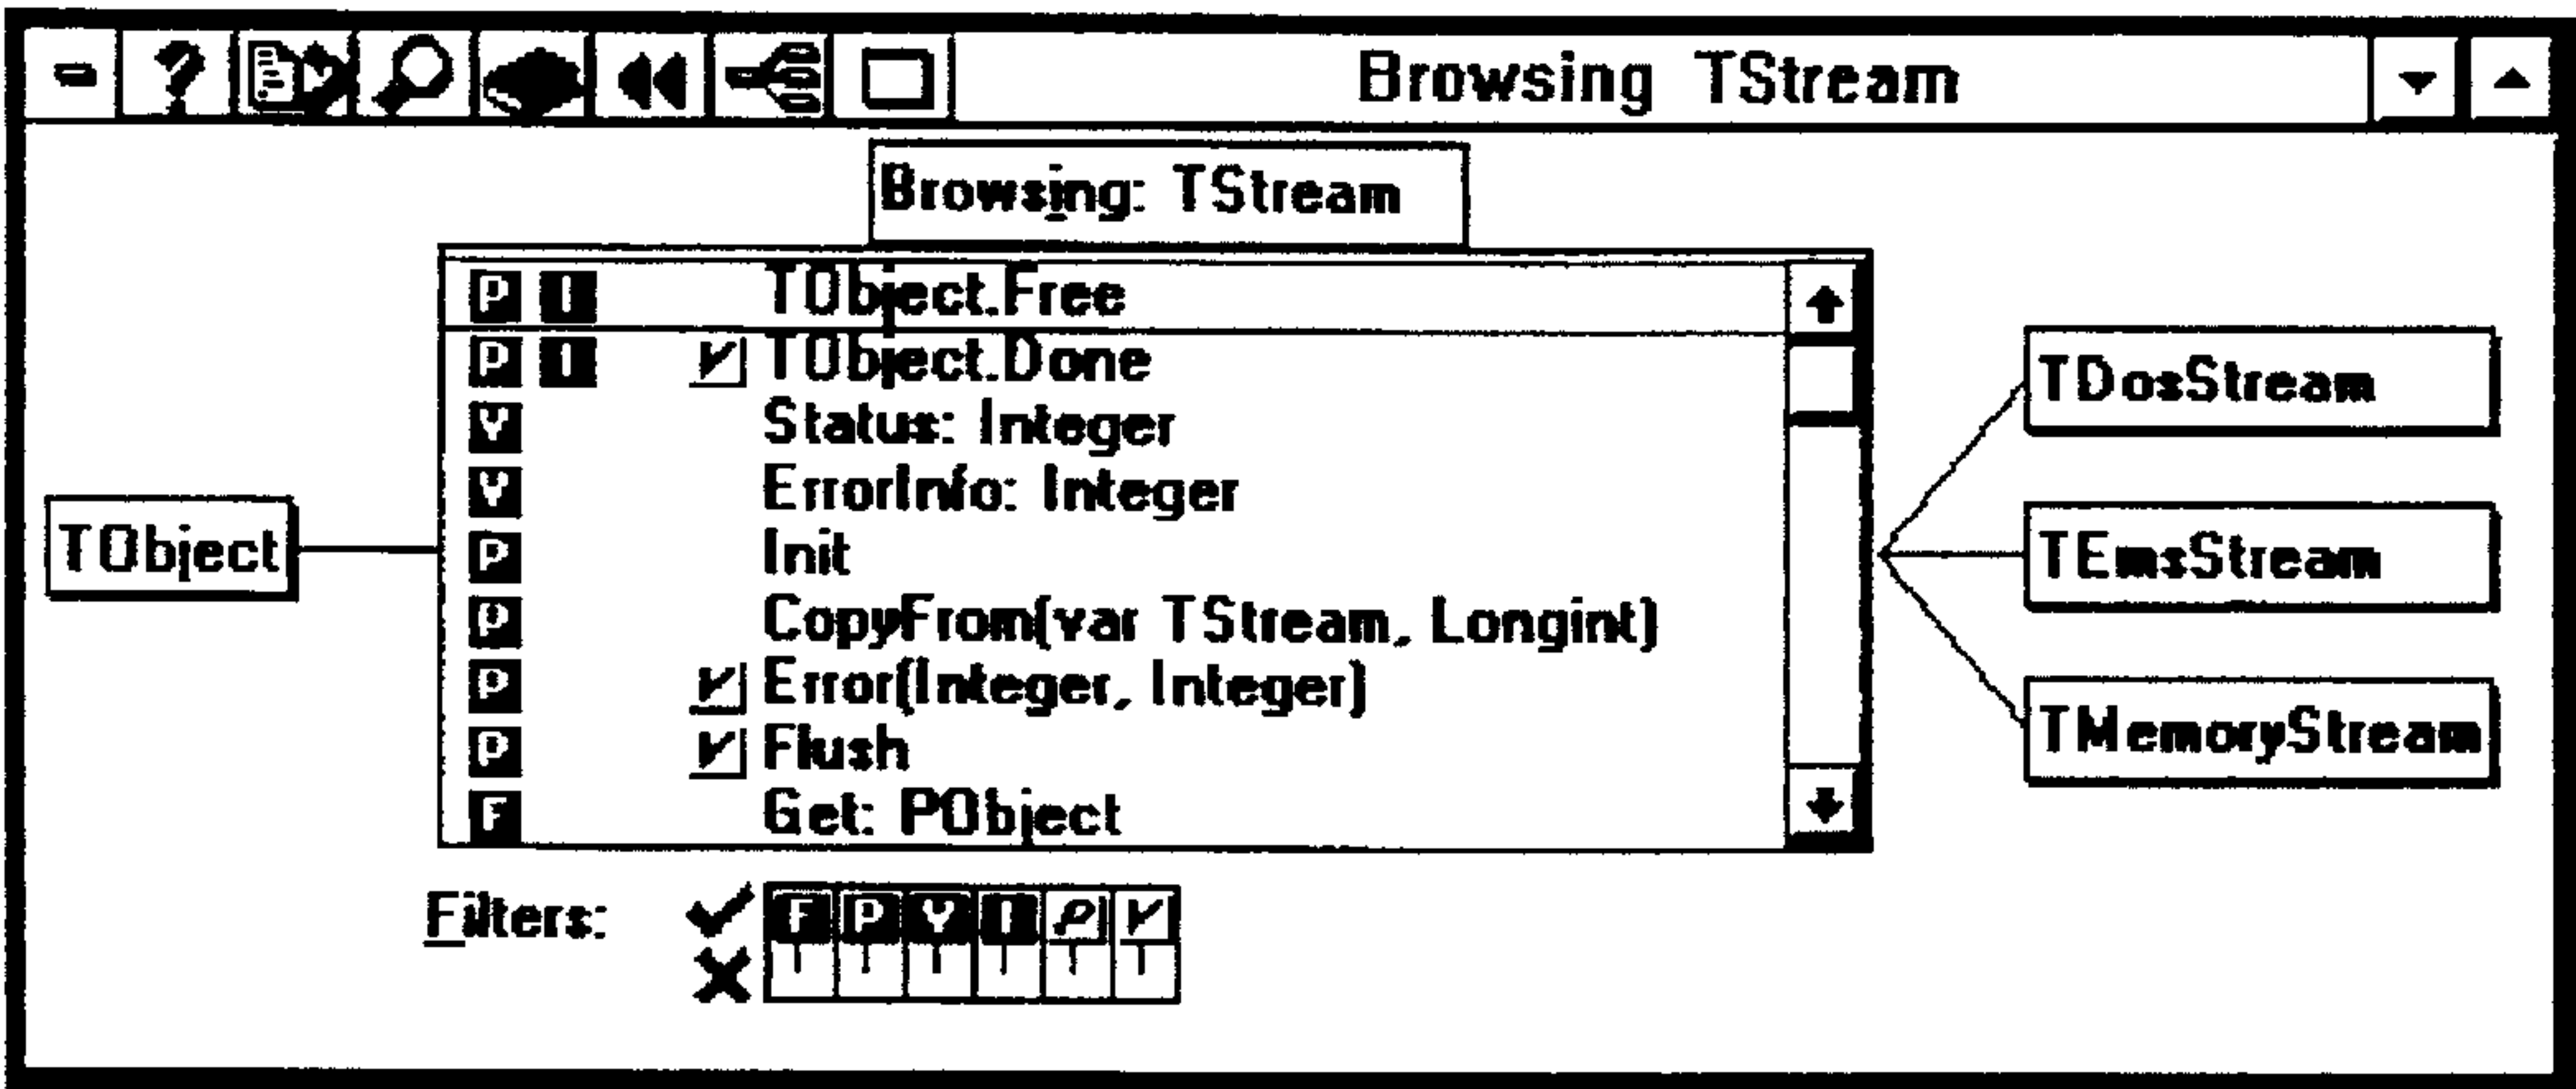 Browsing TStream
Browsing: TStream
P I TObject.Free
P I V TObject.Done
V Status: Integer
V ErrorInfo: Integer
P Init
P CopyFrom(var TStream, Longint)
P V Error(Integer, Integer)
P V Flush
F Get: PObject
TObject
TDosStream
TEmsStream
TMemoryStream
Filters: F P V I P V